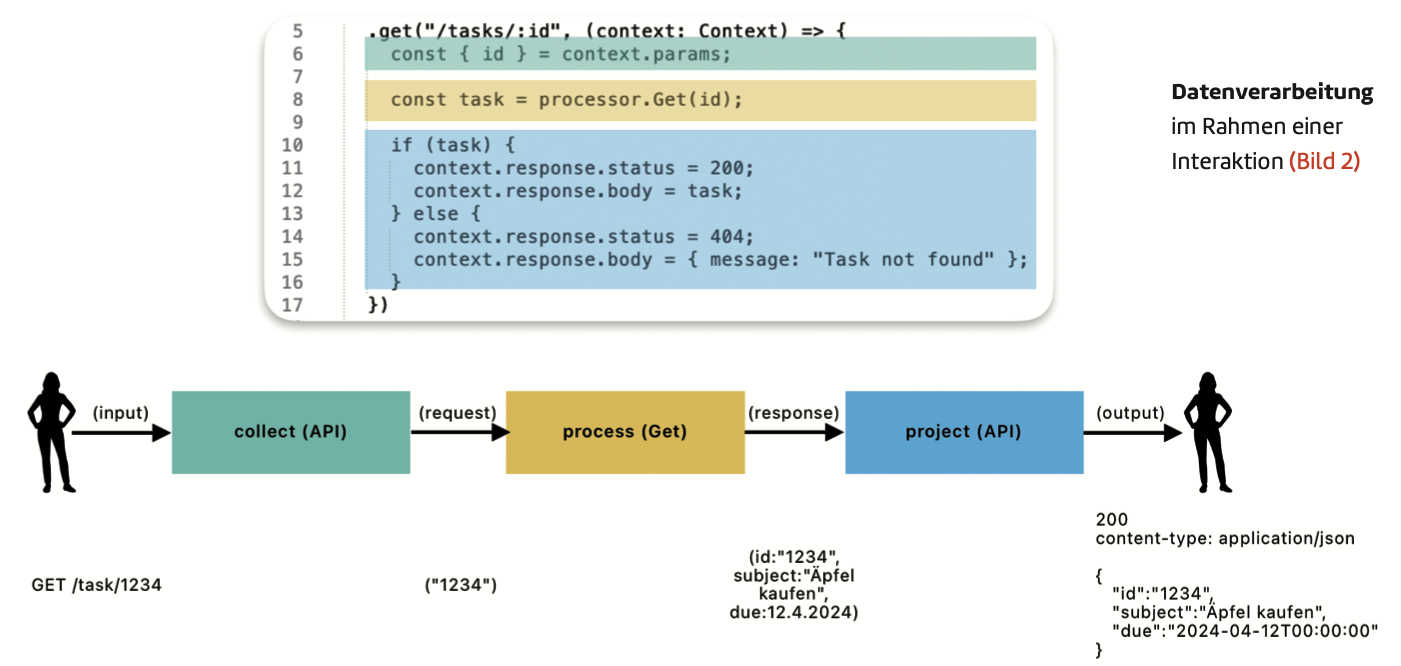 5 .get("/tasks/:id", (context: Context) => {
6 const { id } = context.params;
7
8 const task = processor.Get(id);
9
10 if (task) {
11 context.response.status = 200;
12 context.response.body = task;
13 } else {
14 context.response.status = 404;
15 context.response.body = { message: "Task not found" };
16 }
17 })
Datenverarbeitung
im Rahmen einer
Interaktion (Bild 2)
(input)
collect (API)
(request)
process (Get)
(response)
project (API)
(output)
GET /task/1234
("1234")
(id:"1234",
subject:"Äpfel
kaufen",
due:12.4.2024)
200
content-type: application/json
{
"id":"1234",
"subject":"Äpfel kaufen",
"due":"2024-04-12T00:00:00"
}